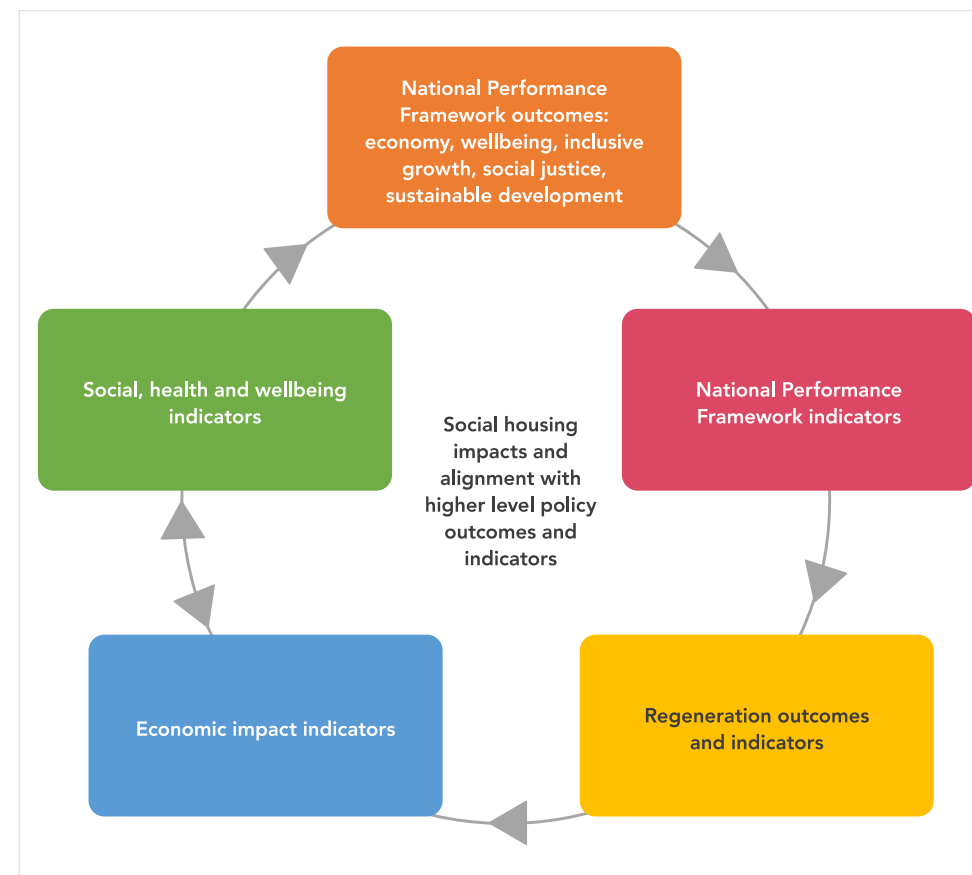 National Performance
Framework outcomes:
economy, wellbeing, inclusive
growth, social justice,
sustainable development
Social, health and wellbeing
indicators
National Performance
Framework indicators
Social housing
impacts and
alignment with
higher level policy
outcomes and
indicators
Economic impact indicators
Regeneration outcomes
and indicators